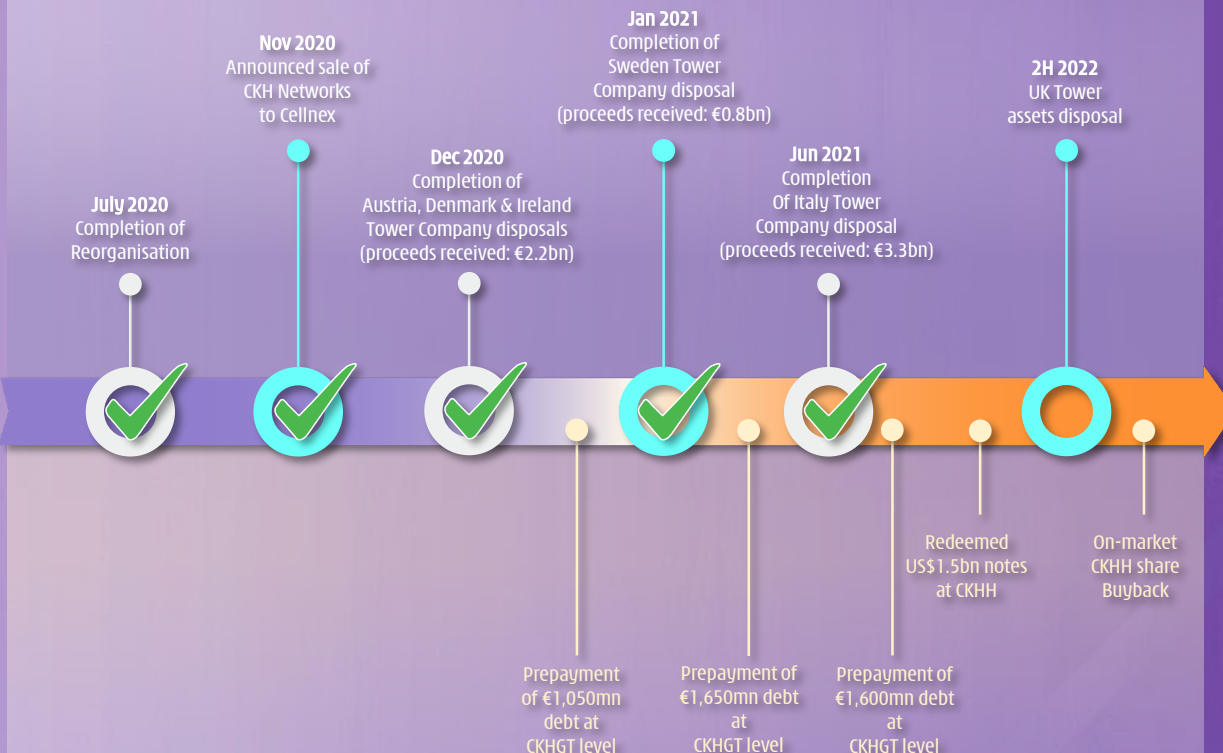 July 2020
Completion of
Reorganisation
Nov 2020
Announced sale of
CKH Networks
to Cellnex
Dec 2020
Completion of
Austria, Denmark & Ireland
Tower Company disposals
(proceeds received: €2.2bn)
Jan 2021
Completion of
Sweden Tower
Company disposal
(proceeds received: €0.8bn)
Jun 2021
Completion
Of Italy Tower
Company disposal
(proceeds received: €3.3bn)
2H 2022
UK Tower
assets disposal
Prepayment
of €1,050mn
debt at
CKHGT level
Prepayment of
€1,650mn debt
at
CKHGT level
Prepayment of
€1,600mn debt
at
CKHGT level
Redeemed
US$1.5bn notes
at CKHH
On-market
CKHH share
Buyback